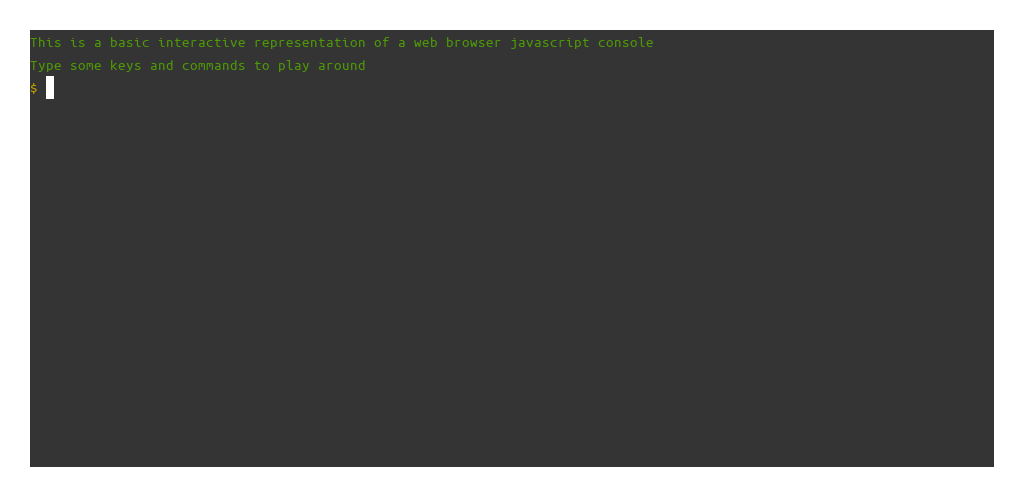 This is a basic interactive representation of a web browser javascript console
Type some keys and commands to play around
$